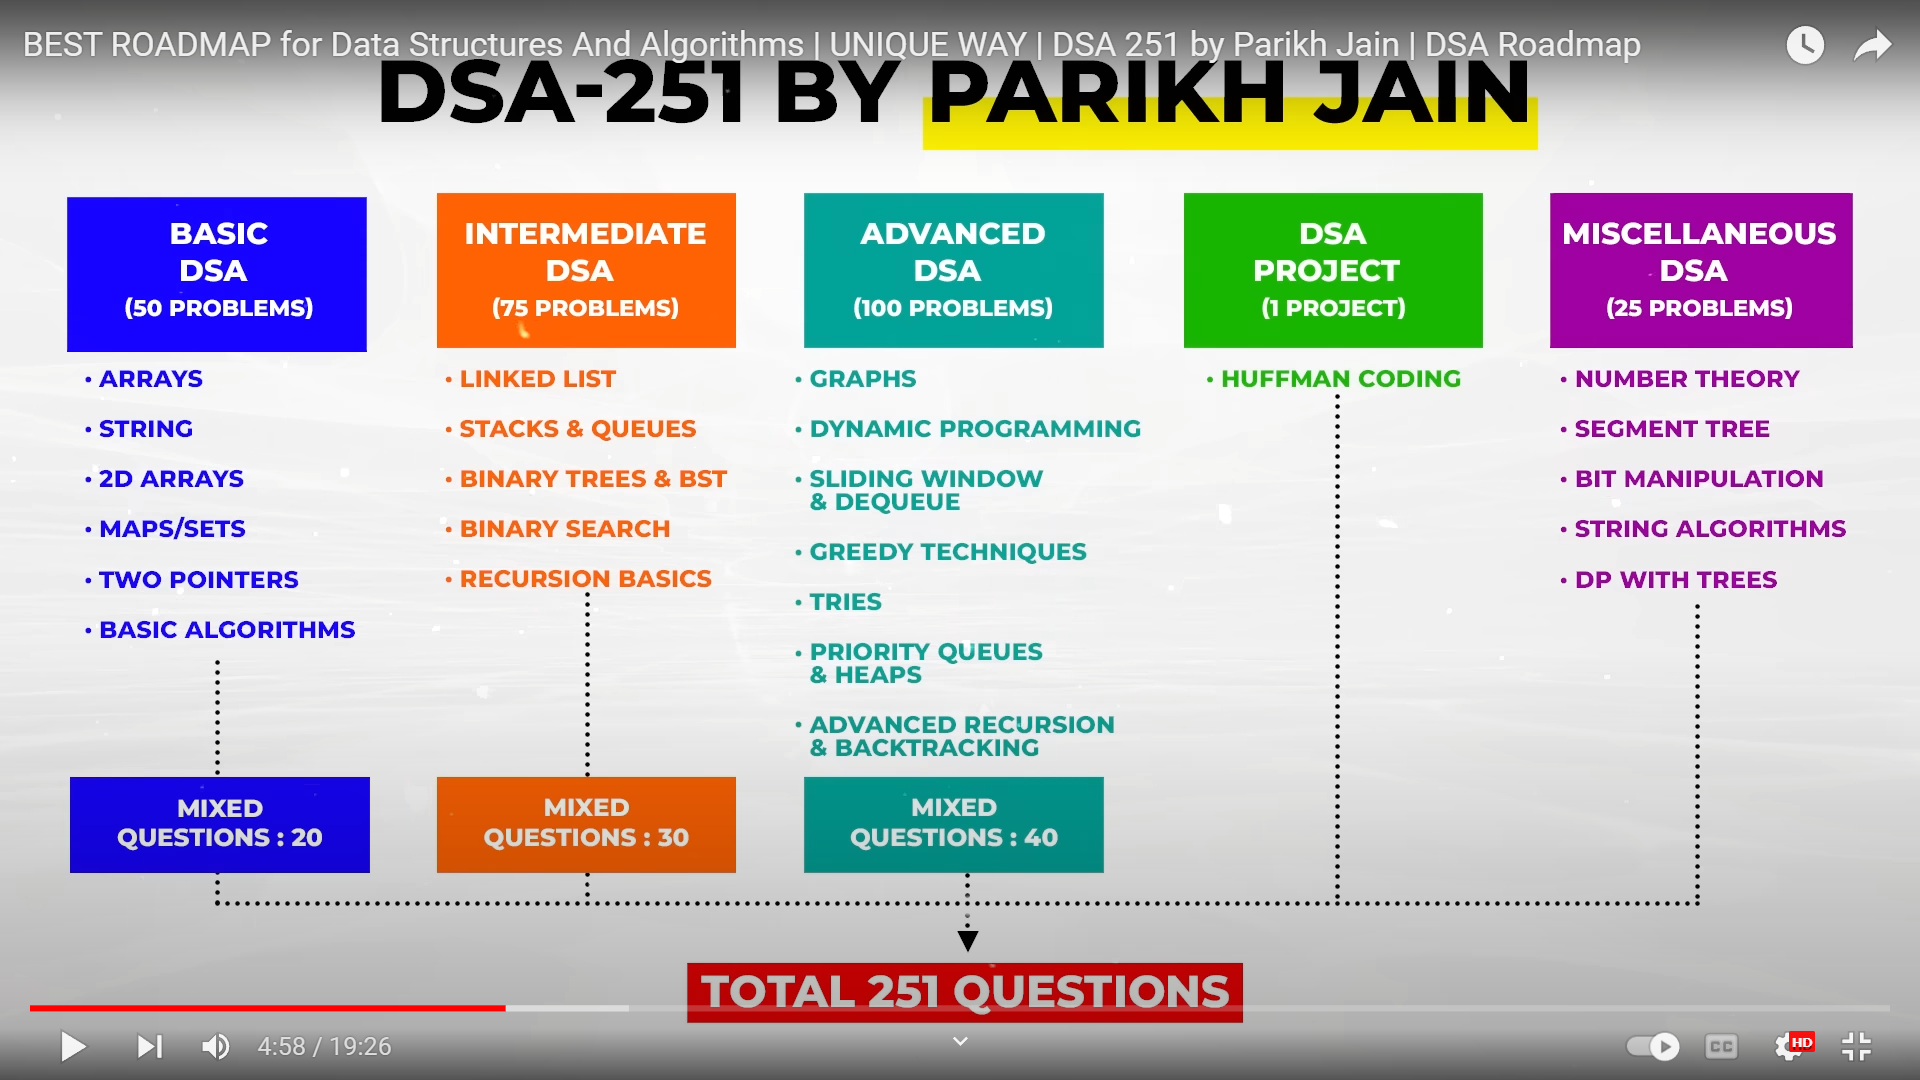 BEST ROADMAP for Data Structures And Algorithms | UNIQUE WAY | DSA 251 by Parikh Jain | DSA Roadmap
DSA-251 BY PARIKH JAIN
BASIC
DSA
(50 PROBLEMS)
• ARRAYS
• STRING
• 2D ARRAYS
• MAPS/SETS
• TWO POINTERS
• BASIC ALGORITHMS
MIXED
QUESTIONS : 20
INTERMEDIATE
DSA
(75 PROBLEMS)
• LINKED LIST
• STACKS & QUEUES
• BINARY TREES & BST
• BINARY SEARCH
• RECURSION BASICS
MIXED
QUESTIONS : 30
ADVANCED
DSA
(100 PROBLEMS)
• GRAPHS
• DYNAMIC PROGRAMMING
• SLIDING WINDOW
& DEQUEUE
• GREEDY TECHNIQUES
• TRIES
• PRIORITY QUEUES
& HEAPS
• ADVANCED RECURSION
& BACKTRACKING
MIXED
QUESTIONS : 40
DSA
PROJECT
(1 PROJECT)
• HUFFMAN CODING
MISCELLANEOUS
DSA
(25 PROBLEMS)
• NUMBER THEORY
• SEGMENT TREE
• BIT MANIPULATION
• STRING ALGORITHMS
• DP WITH TREES
TOTAL 251 QUESTIONS
4:58 / 19:26
CC
HD